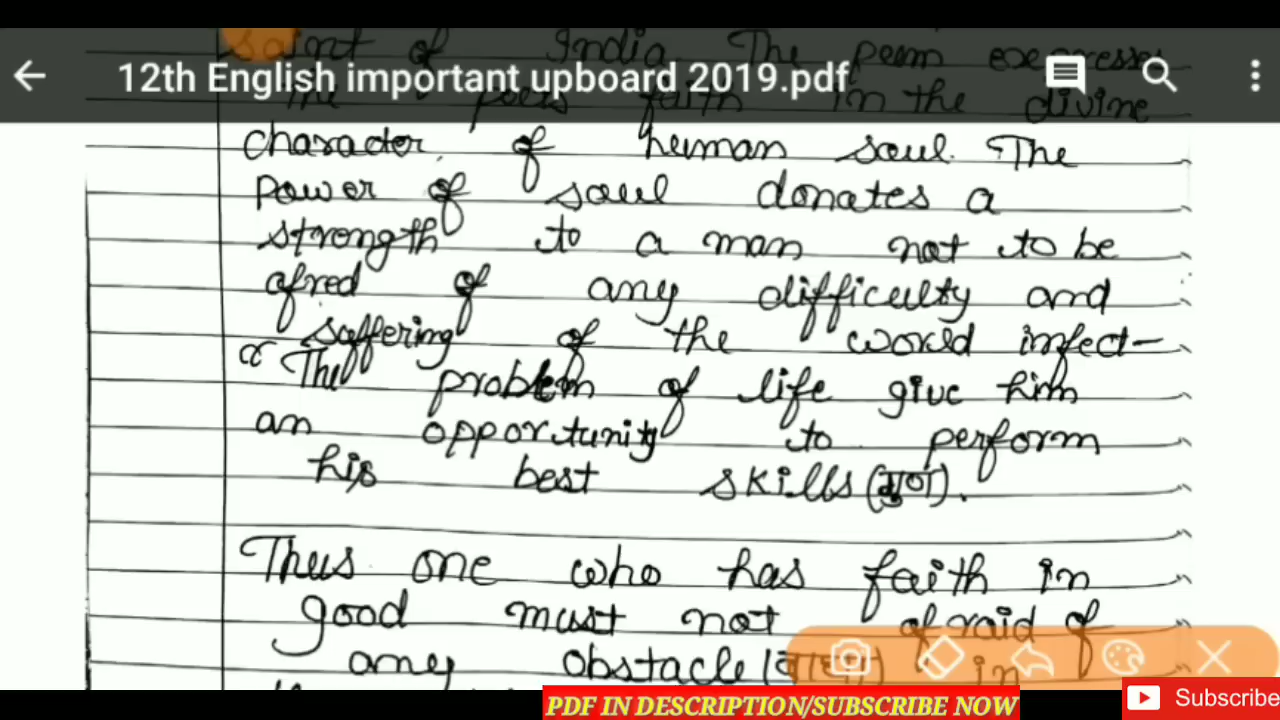 saint of India The poem expresses
12th English important upboard 2019.pdf
The poets faith in the divine
character of human soul. The
Power of soul donates a
strength to a man not to be
afred of any difficulty and
suffering of the world infect-
The problem of life give him
an opportunity to perform
his best skills (गुण).
Thus one who has faith in
good must not afraid of
any obstacle (बाधा) in
PDF IN DESCRIPTION/SUBSCRIBE NOW
Subscribe